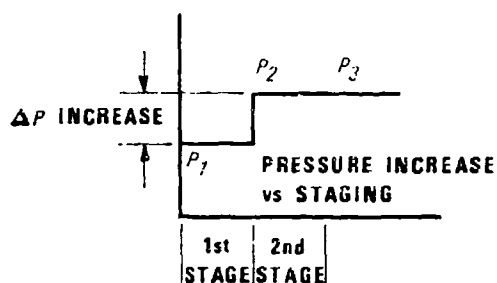 P2 P3
ΔP INCREASE
P1
PRESSURE INCREASE
vs STAGING
1st 2nd
STAGE STAGE